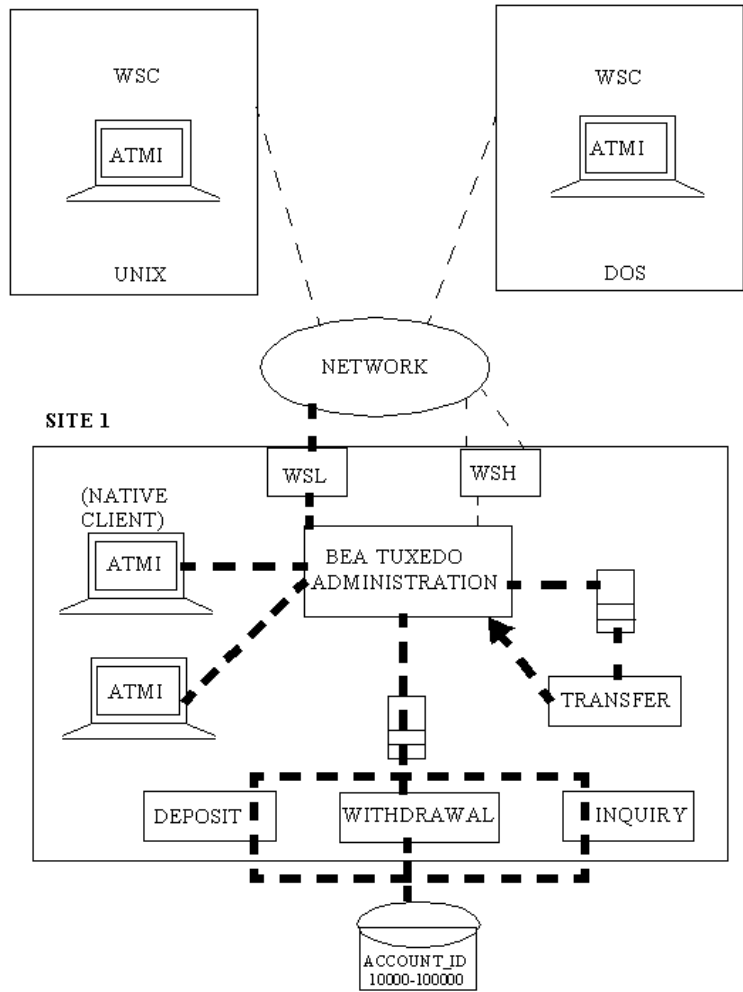 WSC
ATMI
UNIX
WSC
ATMI
DOS
NETWORK
SITE 1
WSL
WSH
(NATIVE
CLIENT)
ATMI
BEA TUXEDO
ADMINISTRATION
ATMI
TRANSFER
DEPOSIT
WITHDRAWAL
INQUIRY
ACCOUNT_ID
10000-100000